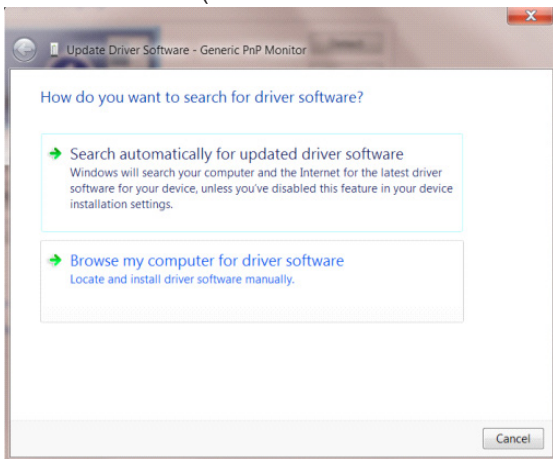 Update Driver Software - Generic PnP Monitor
How do you want to search for driver software?
Search automatically for updated driver software
Windows will search your computer and the Internet for the latest driver
software for your device, unless you've disabled this feature in your device
installation settings.
Browse my computer for driver software
Locate and install driver software manually.
Cancel